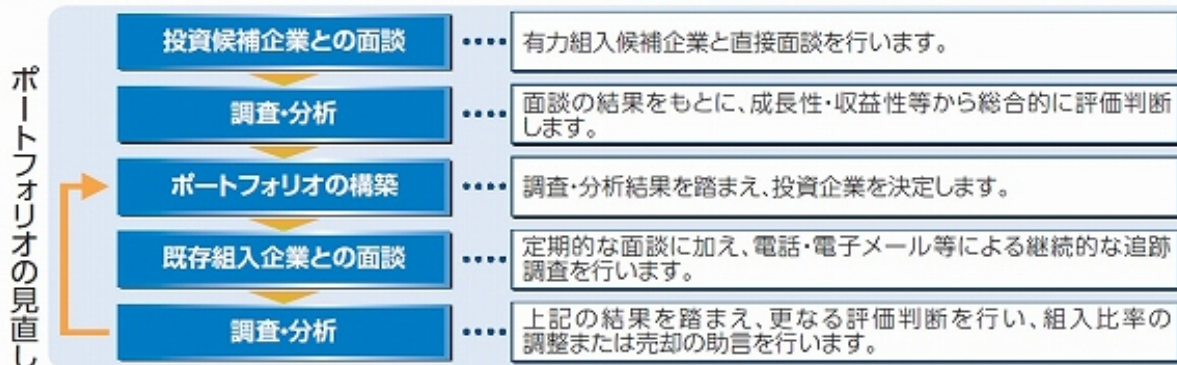 ポートフォリオの見直し
投資候補企業との面談
有力組入候補企業と直接面談を行います。
調査・分析
面談の結果をもとに、成長性・収益性等から総合的に評価判断
します。
ポートフォリオの構築
調査・分析結果を踏まえ、投資企業を決定します。
既存組入企業との面談
定期的な面談に加え、電話・電子メール等による継続的な追跡
調査を行います。
調査・分析
上記の結果を踏まえ、更なる評価判断を行い、組入比率の
調整または売却の助言を行います。